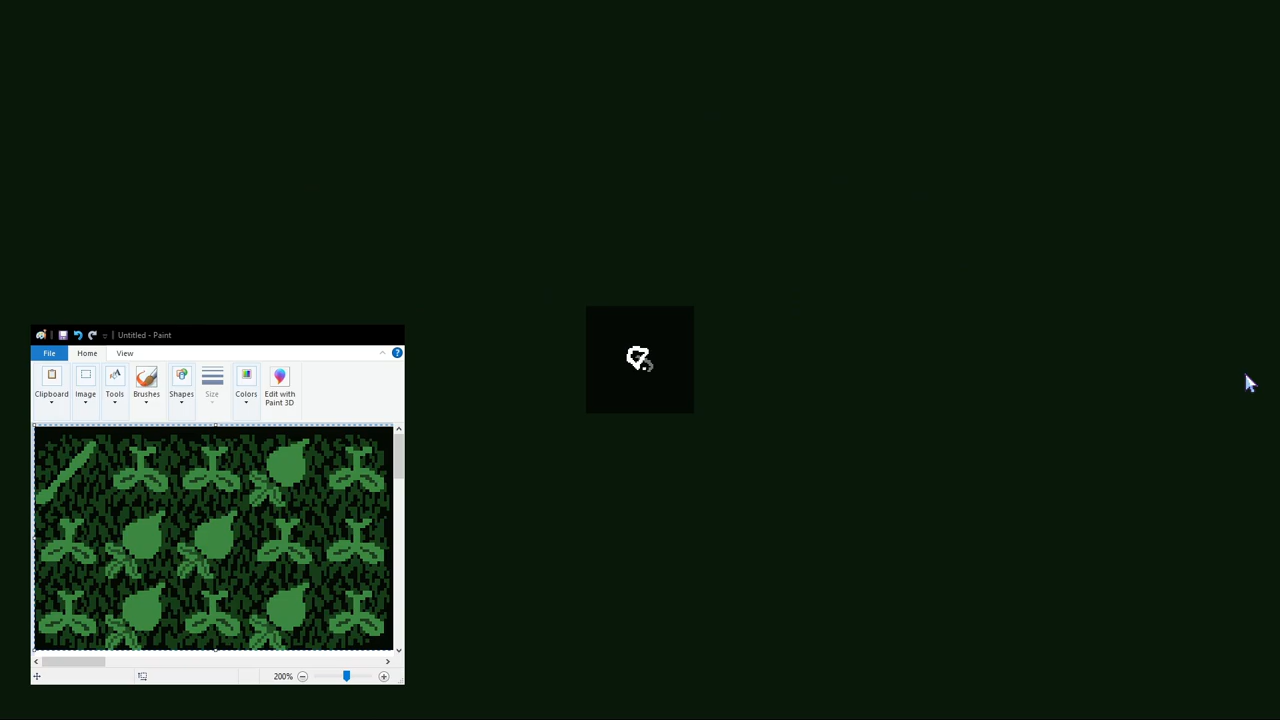 Untitled - Paint
File Home View
Clipboard Image Tools Brushes Shapes Size Colors Edit with Paint 3D
200%